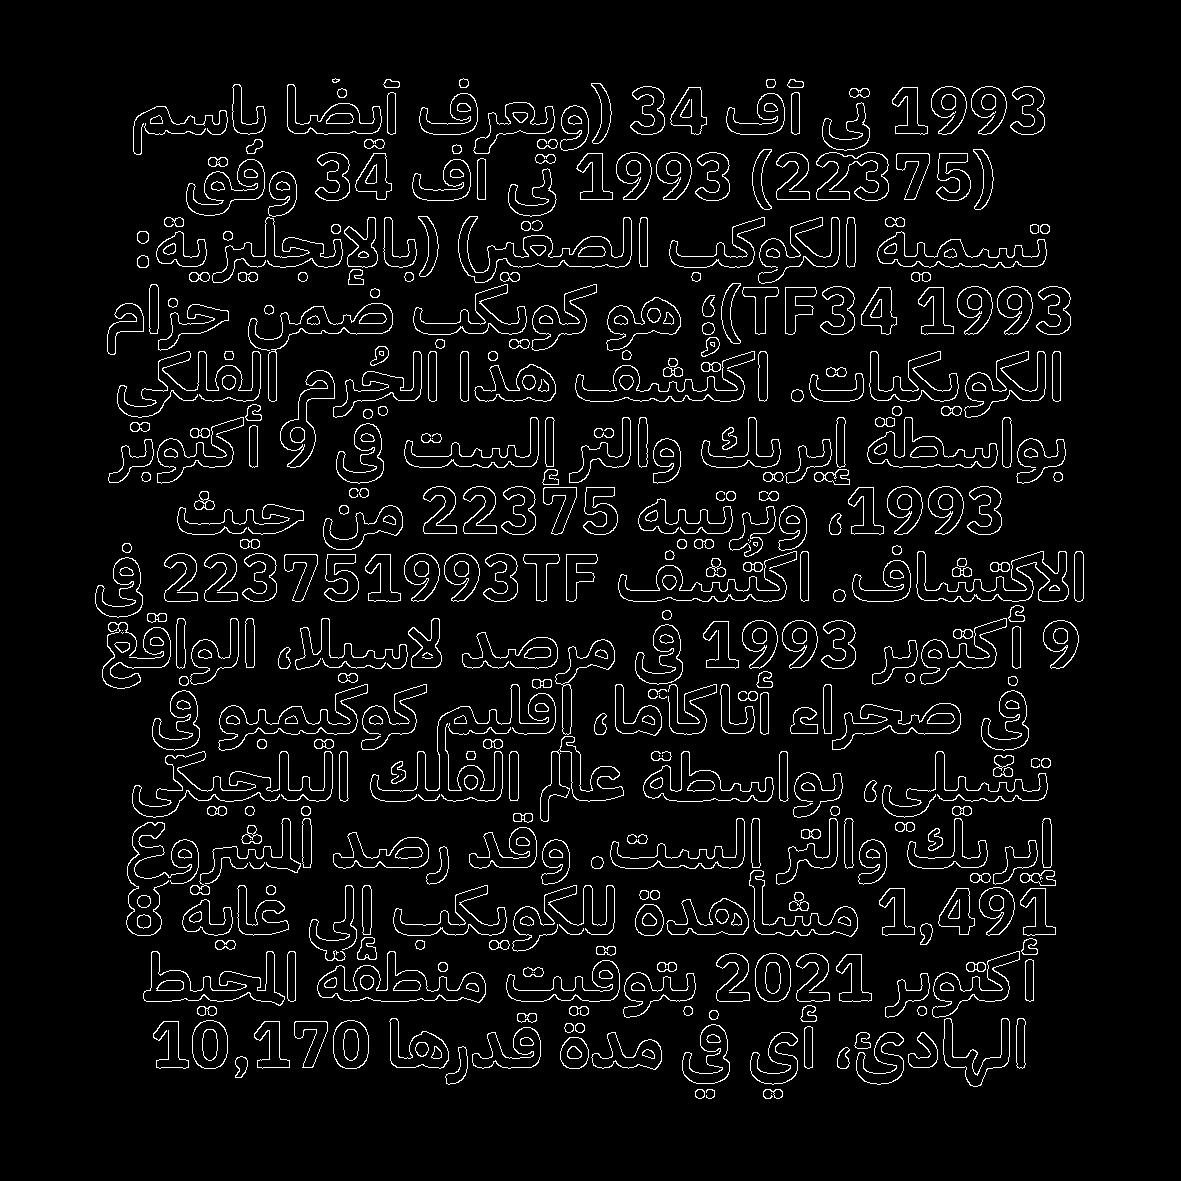 1993 تي آف 34 (ويعرف أيضًا بإسم
(22375) 1993 تي آف 34 وفق
تسمية الكوكب الصغير) (بالإنجليزية:
1993 TF34)؛ هو كويكب ضمن حزام
الكويكبات. اكتُشف هذا الجُرم الفلكي
بواسطة إيريك والتر إلست في 9 أكتوبر
1993، وترتيبه 22375 من حيث
الاكتشاف. اكتُشف 223751993TF في
9 أكتوبر 1993 في مرصد لاسيلا، الواقع
في صحراء أتاكاما، إقليم كوكيمبو في
تشيلي، بواسطة عالم الفلك البلجيكي
إيريك والتر إلست. وقد رصد المشروع
1,491 مشاهدة للكويكب إلى غاية 8
أكتوبر 2021 بتوقيت منطقة المحيط
الهادئ، أي في مدة قدرها 10,170